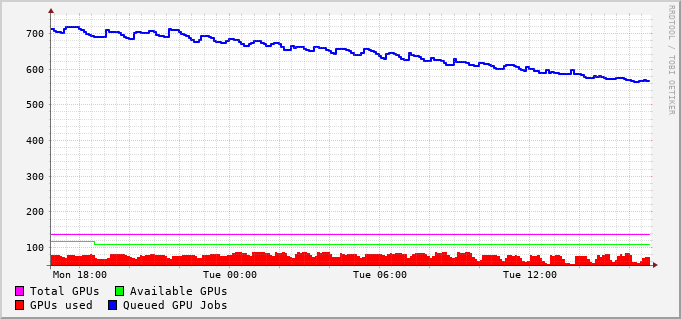 RRDTOOL / TOBI OETIKER
700
600
500
400
300
200
100
Mon 18:00 Tue 00:00 Tue 06:00 Tue 12:00
Total GPUs Available GPUs
GPUs used Queued GPU Jobs